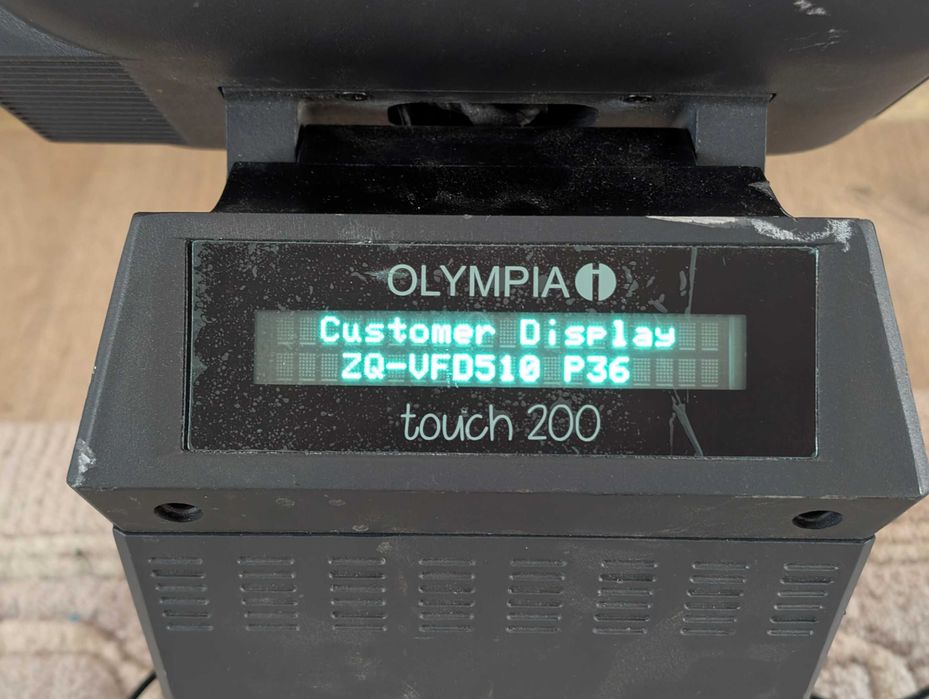 OLYMPIA
Customer Display
ZQ-VFD510 P36
touch 200